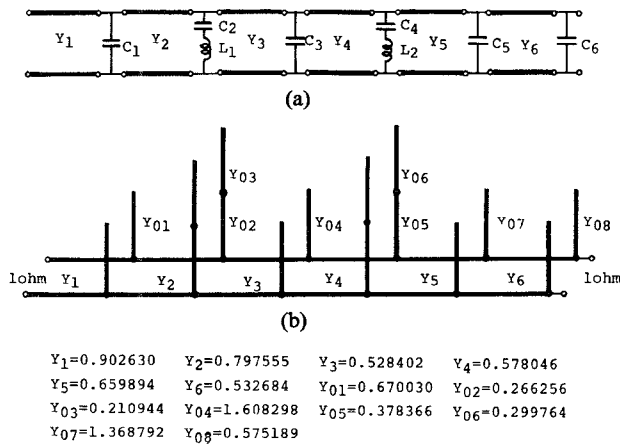 Y1 C1 Y2 C2 L1 Y3 C3 Y4 C4 L2 Y5 C5 Y6 C6
(a)
Y03 Y06
Y01 Y02 Y04 Y05 Y07 Y08
1ohm Y1 Y2 Y3 Y4 Y5 Y6 1ohm
(b)
Y1=0.902630 Y2=0.797555 Y3=0.528402 Y4=0.578046
Y5=0.659894 Y6=0.532684 Y01=0.670030 Y02=0.266256
Y03=0.210944 Y04=1.608298 Y05=0.378366 Y06=0.299764
Y07=1.368792 Y08=0.575189